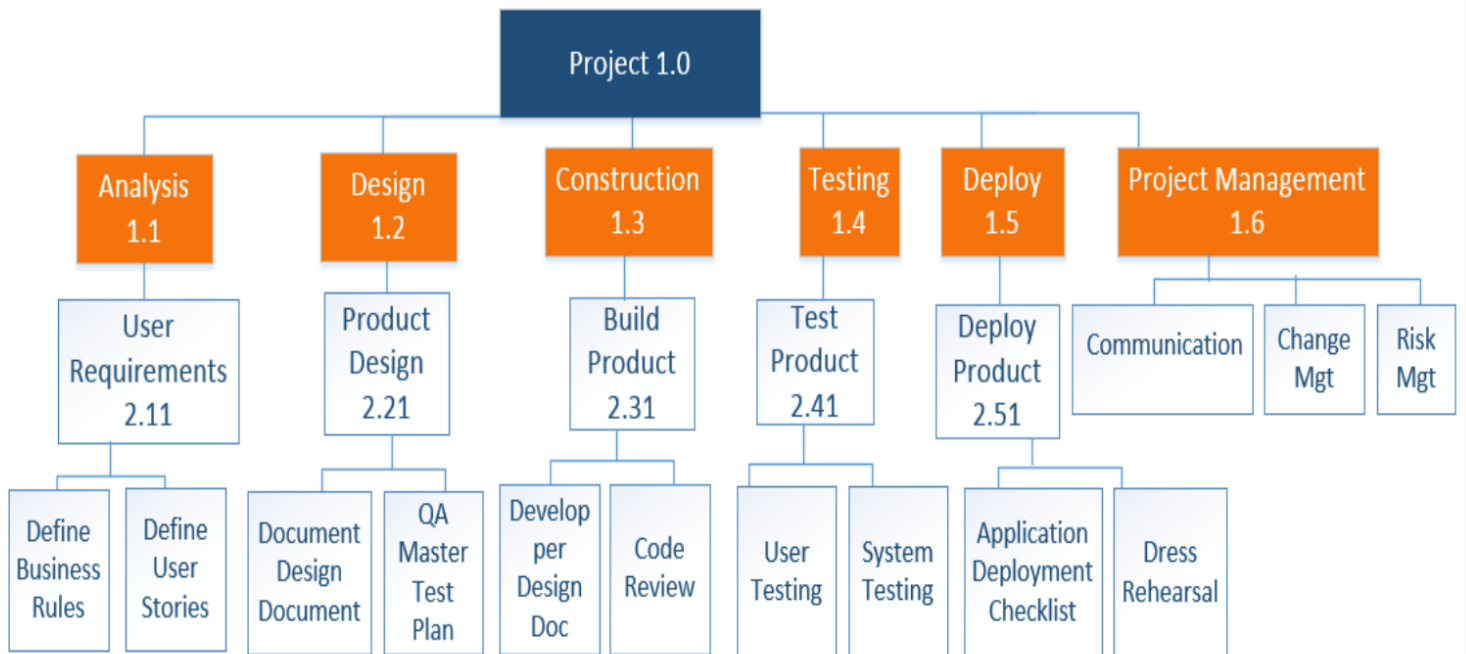 Project 1.0
Analysis
1.1
Design
1.2
Construction
1.3
Testing
1.4
Deploy
1.5
Project Management
1.6
User
Requirements
2.11
Product
Design
2.21
Build
Product
2.31
Test
Product
2.41
Deploy
Product
2.51
Communication
Change
Mgt
Risk
Mgt
Define
Business
Rules
Define
User
Stories
Document
Design
Document
QA
Master
Test
Plan
Develop
per
Design
Doc
Code
Review
User
Testing
System
Testing
Application
Deployment
Checklist
Dress
Rehearsal